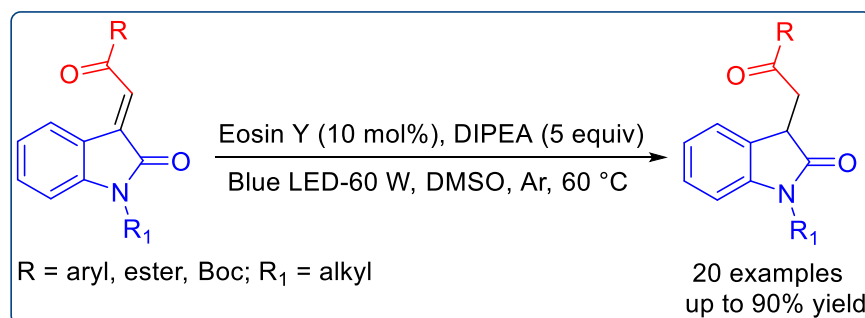 R
O
O
N
R₁
Eosin Y (10 mol%), DIPEA (5 equiv)
Blue LED-60 W, DMSO, Ar, 60 °C
R
O
O
N
R₁
R = aryl, ester, Boc; R₁ = alkyl
20 examples
up to 90% yield